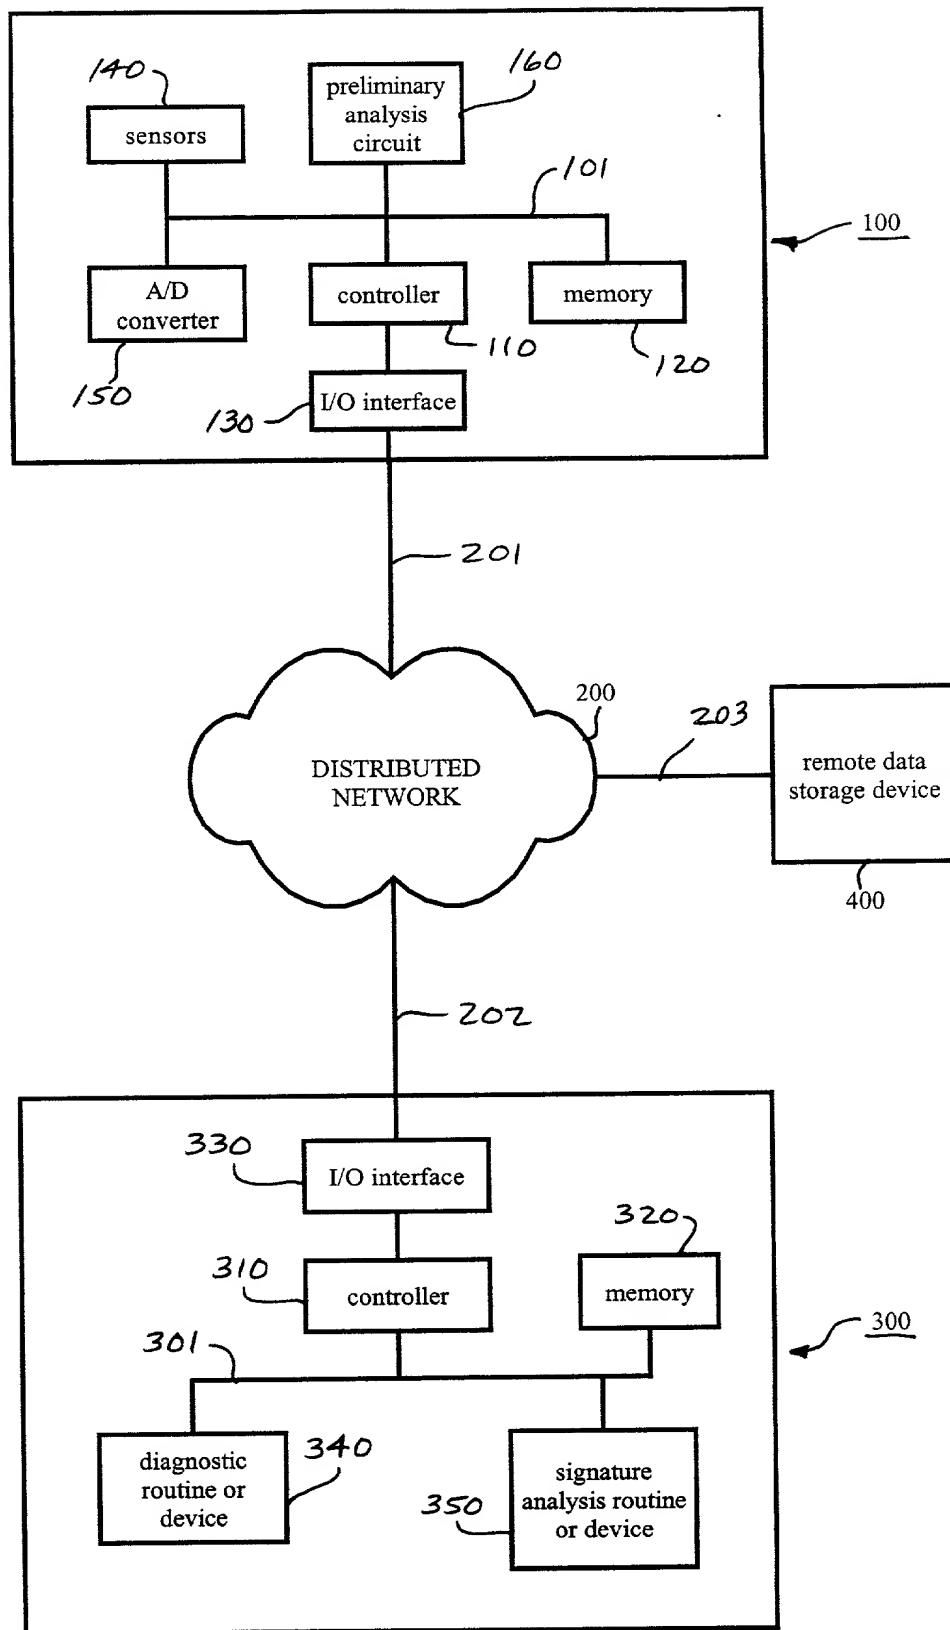 140
160
sensors
preliminary
analysis
circuit
101
100
A/D
converter
controller
memory
150
110
120
130
I/O interface
201
200
203
DISTRIBUTED
NETWORK
remote data
storage device
400
202
330
I/O interface
320
310
controller
memory
301
300
diagnostic
routine or
device
340
signature
analysis routine
or device
350